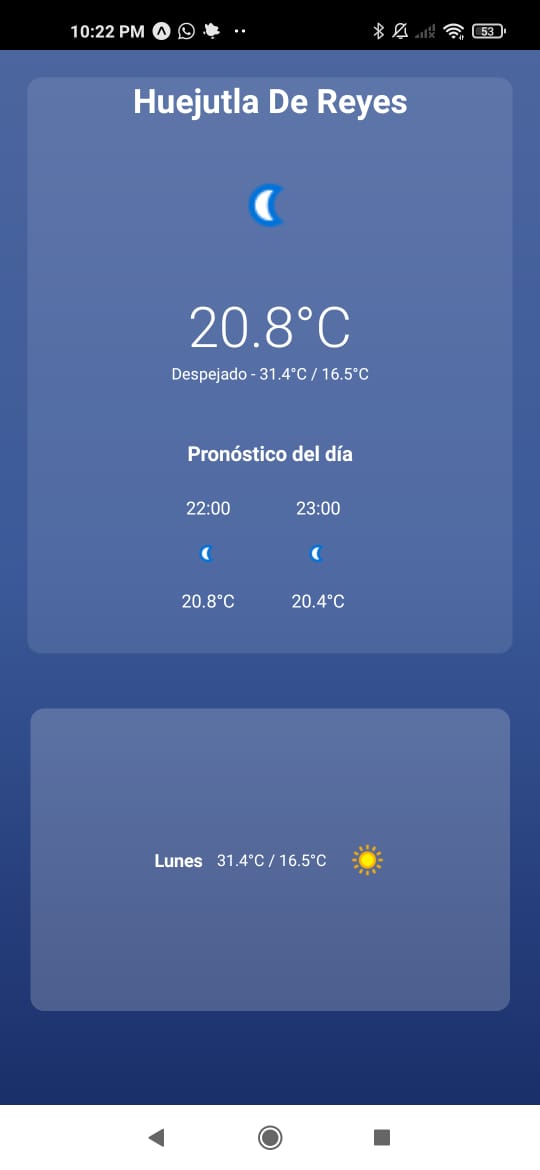 10:22 PM 53
Huejutla De Reyes
20.8°C
Despejado - 31.4°C / 16.5°C
Pronóstico del día
22:00 23:00
20.8°C 20.4°C
Lunes 31.4°C / 16.5°C